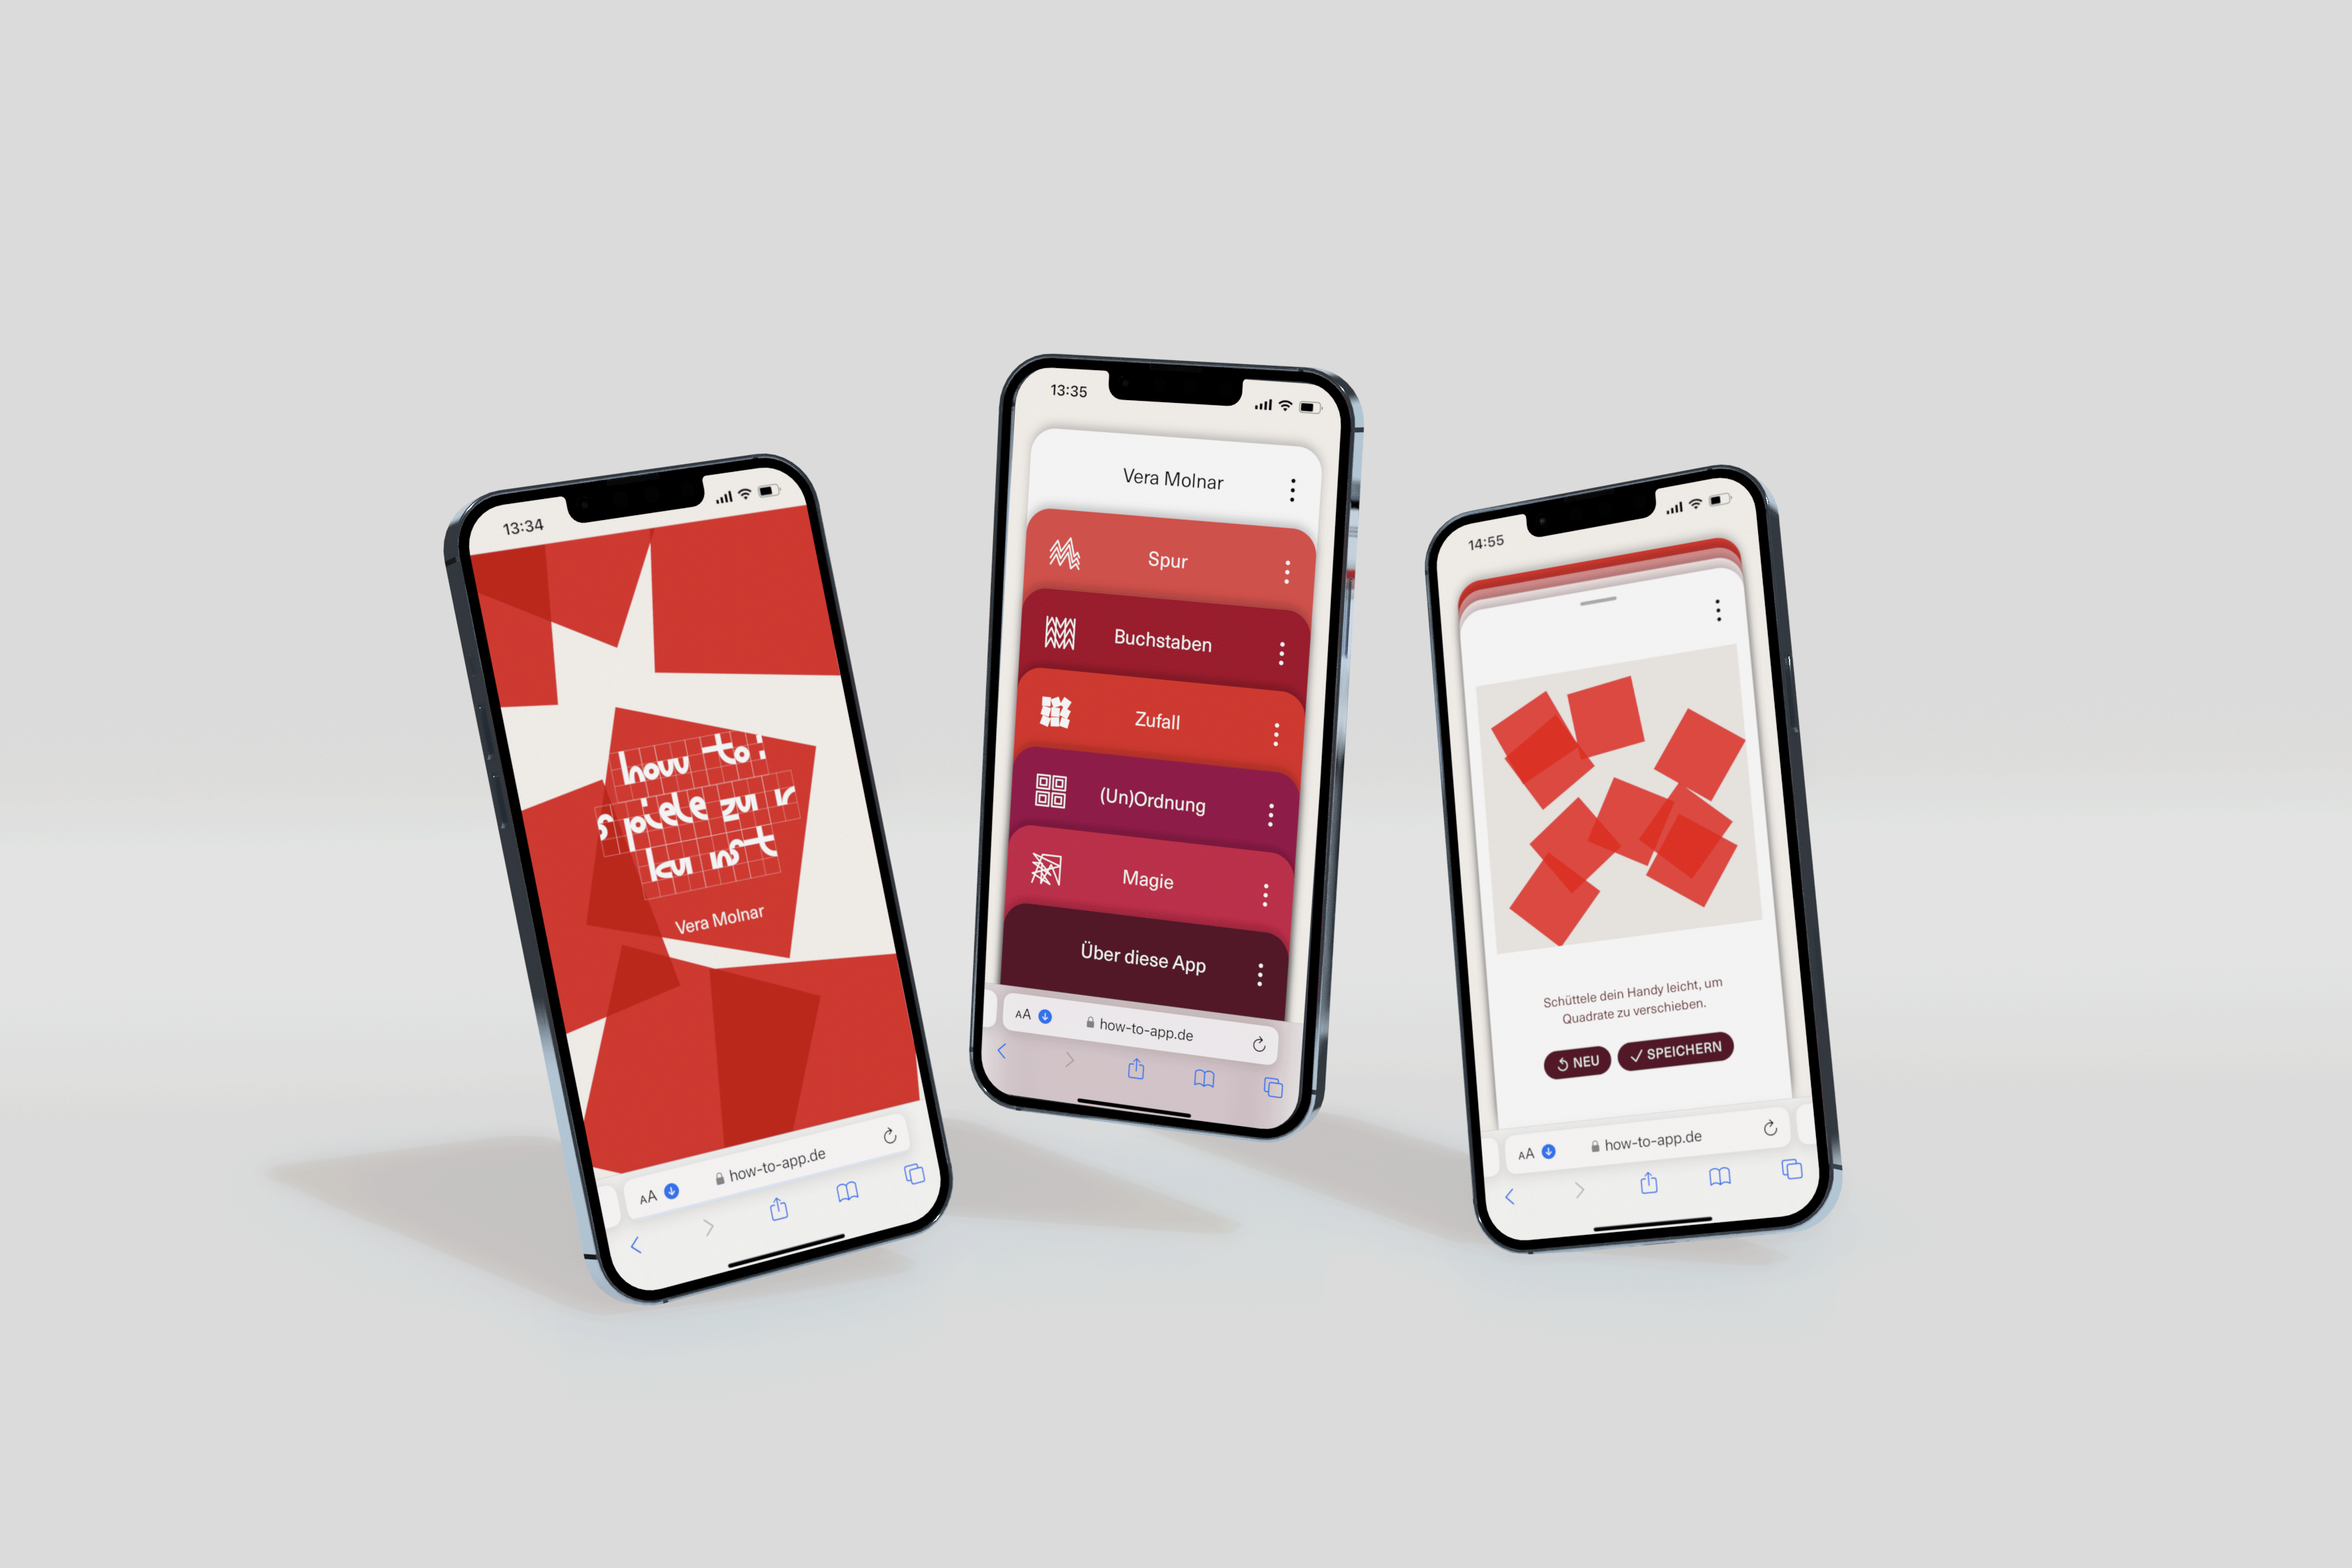 13:34
how to:
spiele zur
kunst
Vera Molnar
AA
how-to-app.de
13:35
Vera Molnar
Spur
Buchstaben
Zufall
(Un)Ordnung
Magie
Über diese App
AA
how-to-app.de
14:55
Schüttele dein Handy leicht, um
Quadrate zu verschieben.
NEU
SPEICHERN
AA
how-to-app.de